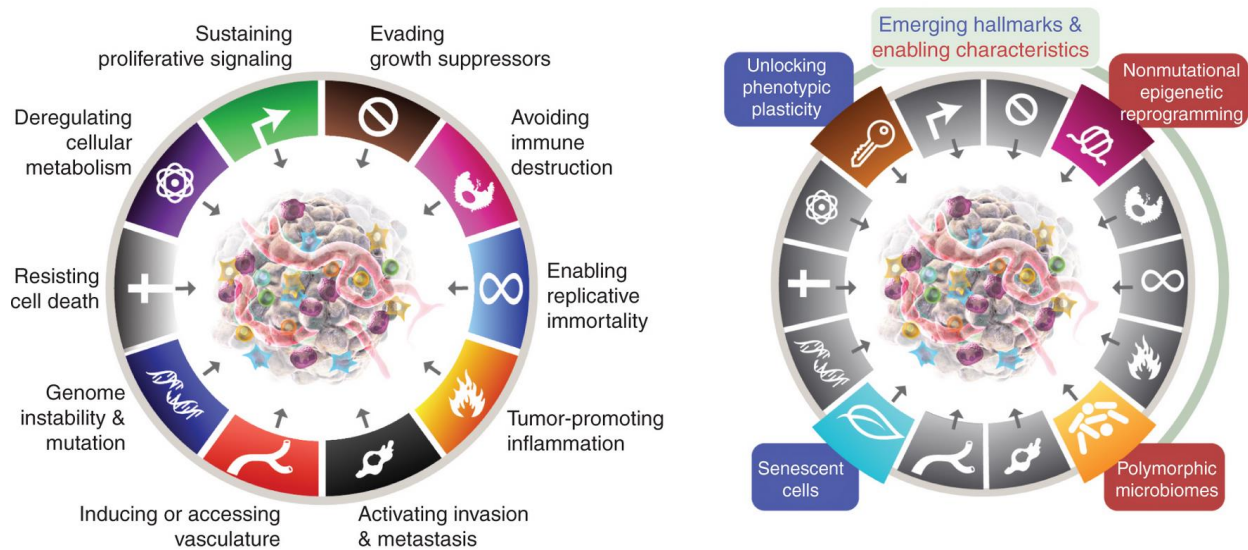 Sustaining
proliferative signaling
Evading
growth suppressors
Avoiding
immune
destruction
Enabling
replicative
immortality
Tumor-promoting
inflammation
Activating invasion
& metastasis
Inducing or accessing
vasculature
Genome
instability &
mutation
Resisting
cell death
Deregulating
cellular
metabolism
Emerging hallmarks &
enabling characteristics
Unlocking
phenotypic
plasticity
Nonmutational
epigenetic
reprogramming
Senescent
cells
Polymorphic
microbiomes